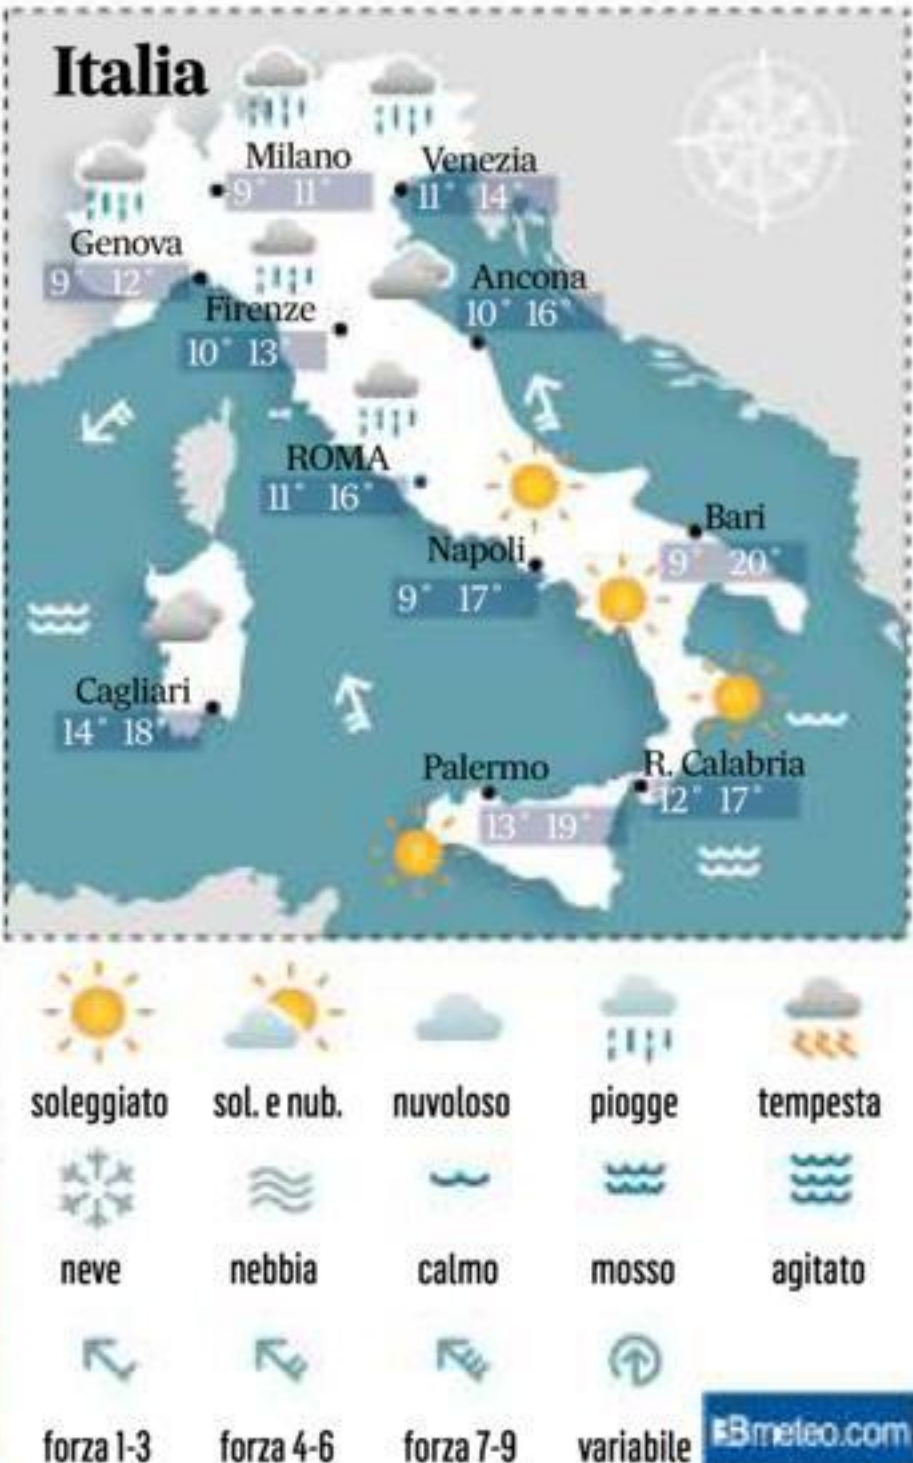 Italia
Milano
9° 11°
Venezia
11° 14°
Genova
9° 12°
Firenze
10° 13°
Ancona
10° 16°
ROMA
11° 16°
Bari
9° 20°
Napoli
9° 17°
Cagliari
14° 18°
Palermo
13° 19°
R. Calabria
12° 17°
soleggiato sol. e nub. nuvoloso piogge tempesta
neve nebbia calmo mosso agitato
forza 1-3 forza 4-6 forza 7-9 variabile
3Bmeteo.com